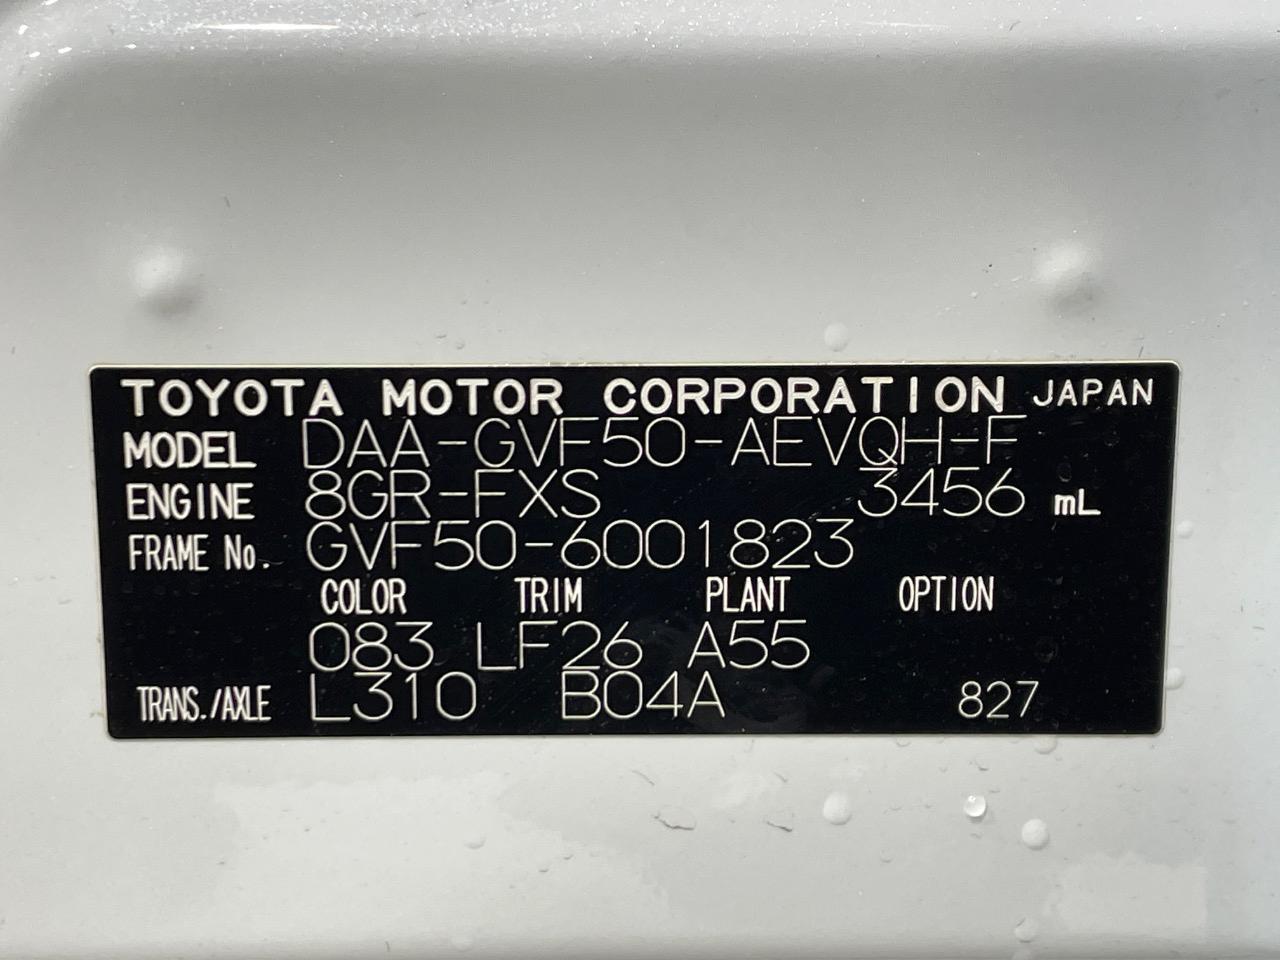 TOYOTA MOTOR CORPORATION JAPAN
MODEL DAA-GVF50-AEVQH-F
ENGINE 8GR-FXS 3456 mL
FRAME No. GVF50-6001823
COLOR TRIM PLANT OPTION
083 LF26 A55
TRANS./AXLE L310 B04A 827